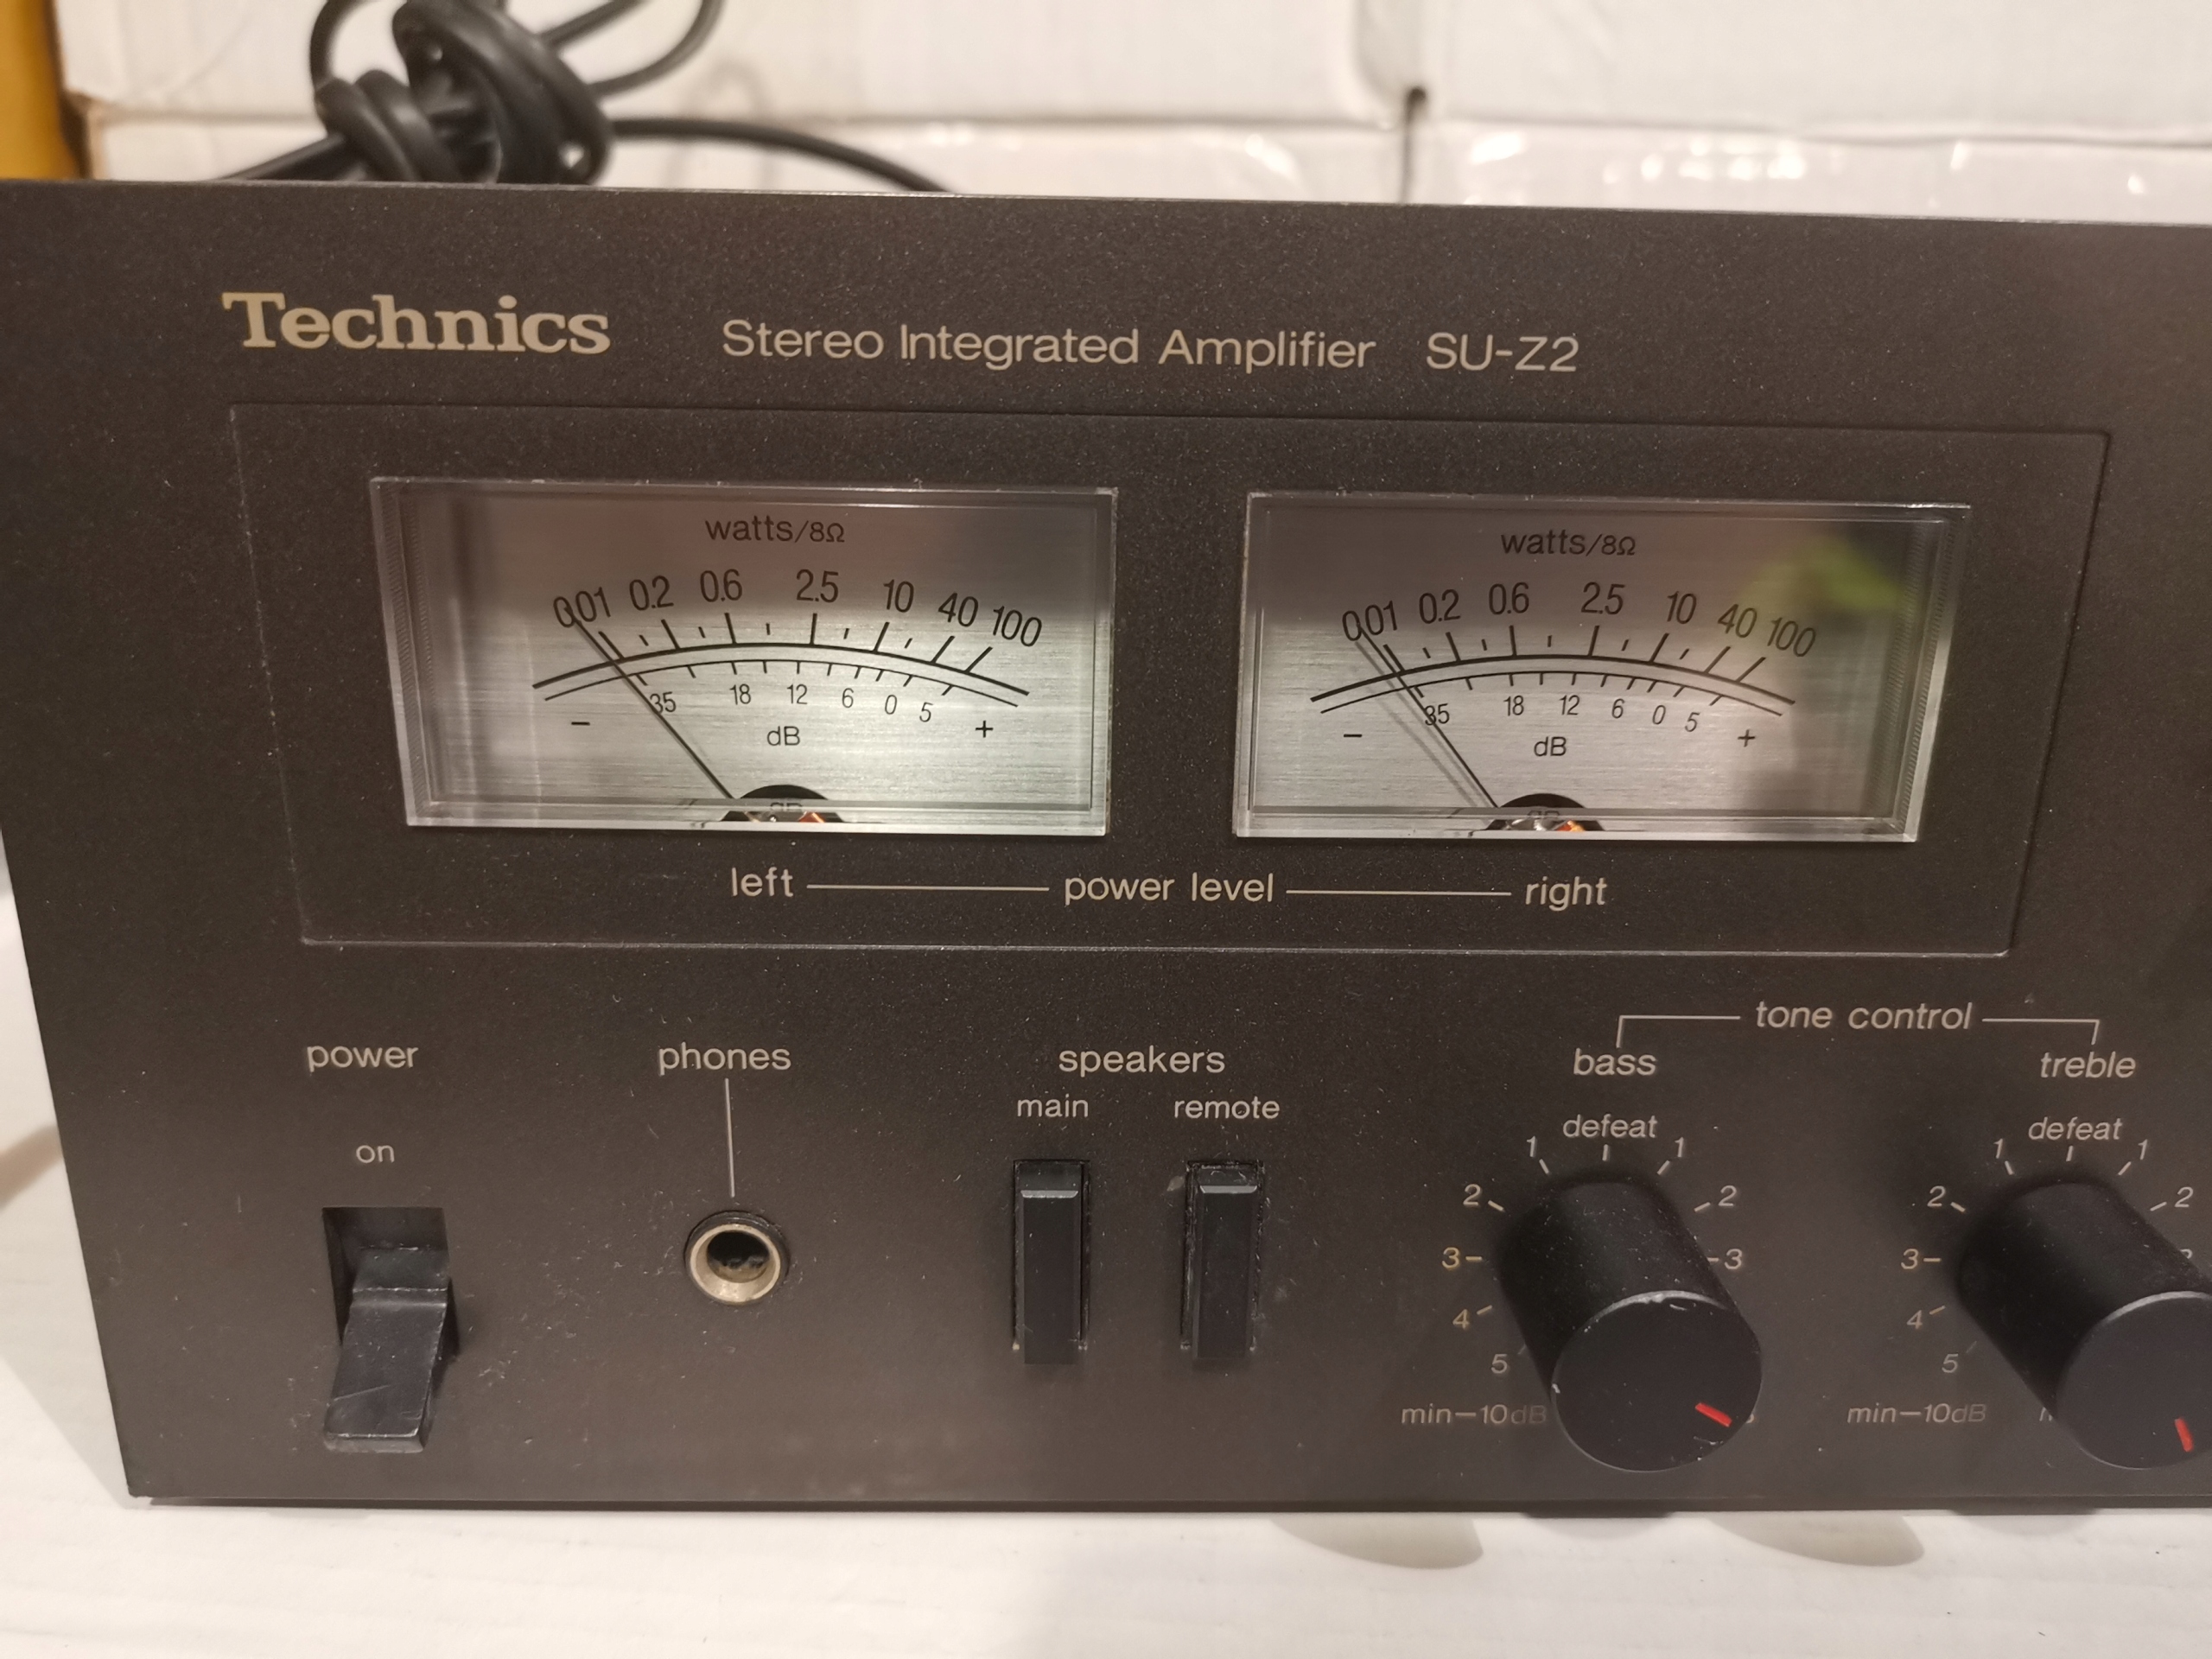 Technics Stereo Integrated Amplifier SU-Z2
watts/8Ω
0.01 0.2 0.6 2.5 10 40 100
35 18 12 6 0 5
− dB +
watts/8Ω
0.01 0.2 0.6 2.5 10 40 100
35 18 12 6 0 5
− dB +
left power level right
tone control
power phones speakers bass treble
main remote
on
defeat
1 1
2 2
3 3
4
5
min−10dB
defeat
1 1
2 2
3
4
5
min−10dB